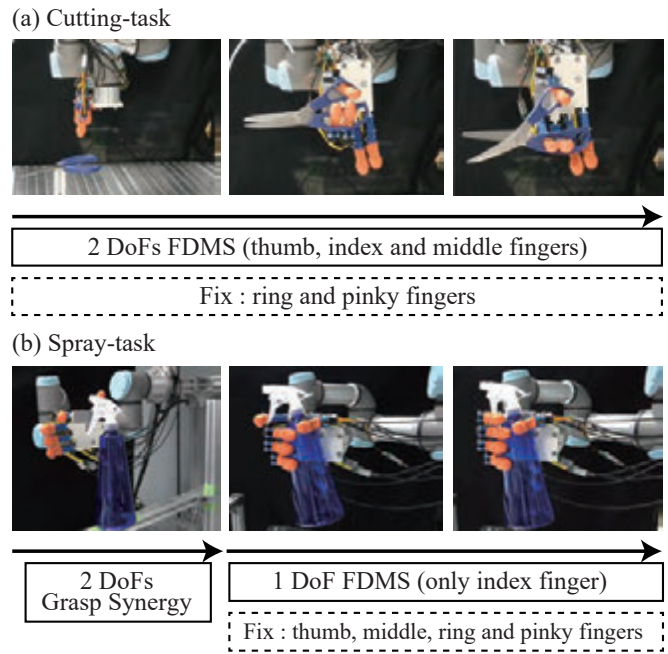 (a) Cutting-task
2 DoFs FDMS (thumb, index and middle fingers)
Fix : ring and pinky fingers
(b) Spray-task
2 DoFs
Grasp Synergy
1 DoF FDMS (only index finger)
Fix : thumb, middle, ring and pinky fingers